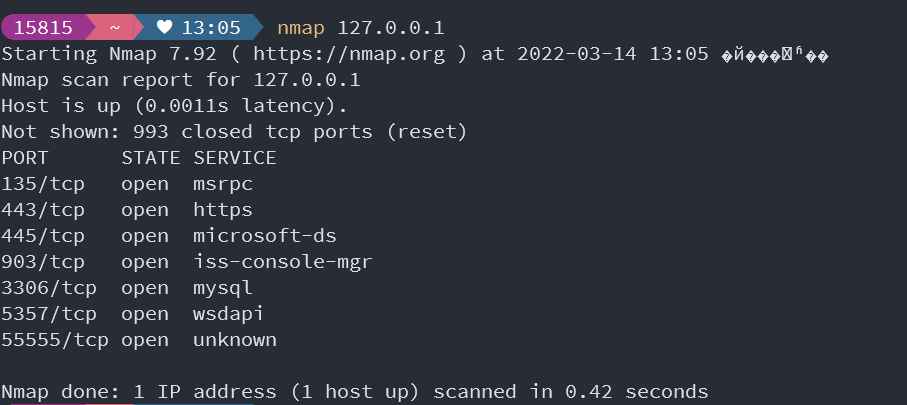 15815 ~ ♥ 13:05 nmap 127.0.0.1
Starting Nmap 7.92 ( https://nmap.org ) at 2022-03-14 13:05
Nmap scan report for 127.0.0.1
Host is up (0.0011s latency).
Not shown: 993 closed tcp ports (reset)
PORT      STATE SERVICE
135/tcp   open  msrpc
443/tcp   open  https
445/tcp   open  microsoft-ds
903/tcp   open  iss-console-mgr
3306/tcp  open  mysql
5357/tcp  open  wsdapi
55555/tcp open  unknown
Nmap done: 1 IP address (1 host up) scanned in 0.42 seconds